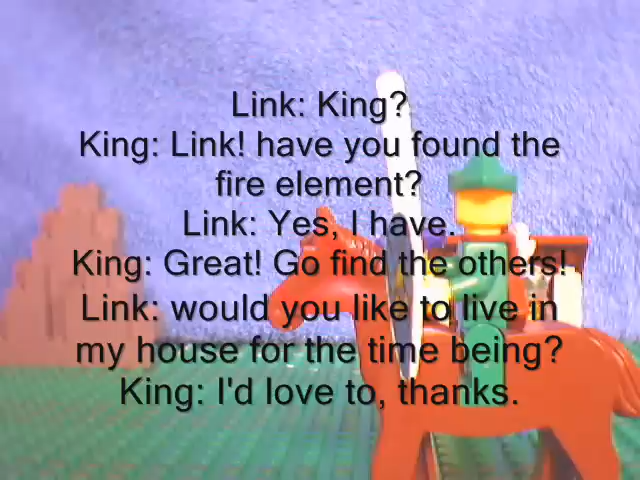 Link: King?
King: Link! have you found the
fire element?
Link: Yes, I have.
King: Great! Go find the others!
Link: would you like to live in
my house for the time being?
King: I'd love to, thanks.